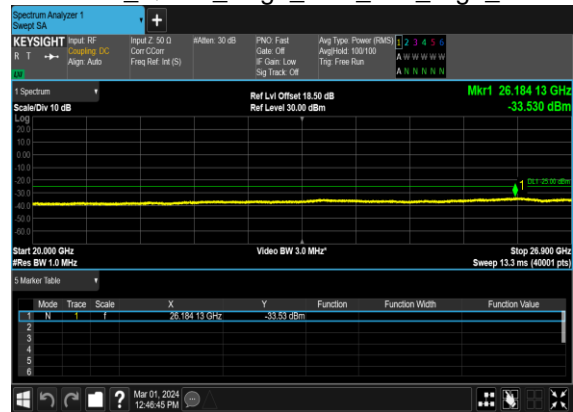 Spectrum Analyzer 1
Swept SA
+
KEYSIGHT Input: RF Input Z: 50 Ω #Atten: 30 dB PNO: Fast Avg Type: Power (RMS) 1 2 3 4 5 6
R T Coupling: DC Corr CCorr Gate: Off Avg|Hold: 100/100 A W W W W W
Align: Auto Freq Ref: Int (S) IF Gain: Low Trig: Free Run
Sig Track: Off A N N N N N
1 Spectrum Ref Lvl Offset 18.50 dB Mkr1 26.184 13 GHz
Scale/Div 10 dB Ref Level 30.00 dBm -33.530 dBm
Log
20.0
10.0
0.00
-10.0
-20.0
1 DL1 -25.00 dBm
-30.0
-40.0
-50.0
-60.0
Start 20.000 GHz Video BW 3.0 MHz* Stop 26.900 GHz
#Res BW 1.0 MHz Sweep 13.3 ms (40001 pts)
5 Marker Table
Mode Trace Scale X Y Function Function Width Function Value
1 N 1 f 26.184 13 GHz -33.53 dBm
2
3
4
5
6
? Mar 01, 2024
12:46:45 PM